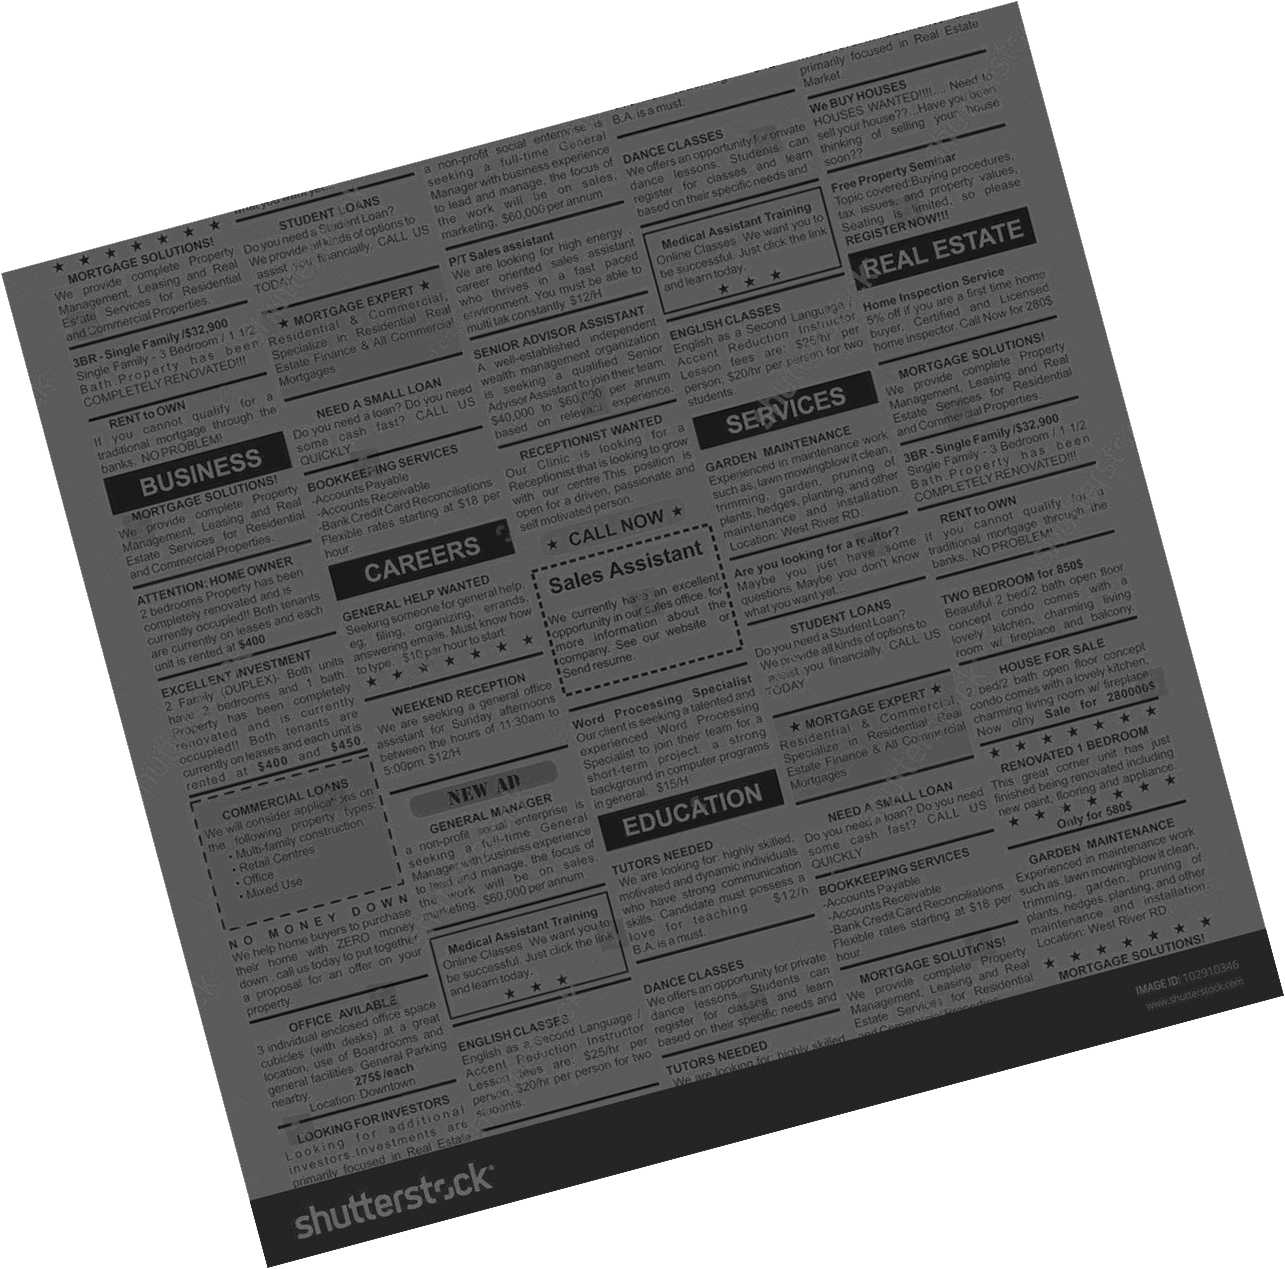 ★ ★ ★ ★ ★ ★ ★
MORTGAGE SOLUTIONS!
We provide complete Property
Management, Leasing and Real
Estate Services for Residential
and Commercial Properties.
3BR - Single Family /$32,900
Single Family - 3 Bedroom / 1 1/2
Bath Property has been
COMPLETELY RENOVATED!!!
RENT to OWN
If you cannot qualify for a
traditional mortgage through the
banks, NO PROBLEM!
BUSINESS
MORTGAGE SOLUTIONS!
We provide complete Property
Management, Leasing and Real
Estate Services for Residential
and Commercial Properties.
ATTENTION: HOME OWNER
2 bedrooms Property has been
completely renovated and is
currently occupied!! Both tenants
are currently on leases and each
unit is rented at $400
EXCELLENT INVESTMENT
2 Family (DUPLEX)- Both units
have 2 bedrooms and 1 bath.
Property has been completely
renovated and is currently
occupied!! Both tenants are
currently on leases and each unit is
rented at $400 and $450
COMMERCIAL LOANS
We will consider applications on
the following property types:
• Multi-family construction
• Retail Centres
• Office
• Mixed Use
NO MONEY DOWN
We help home buyers to purchase
their home with ZERO money
down, call us today to put together
a proposal for an offer on your
property.
OFFICE AVILABLE
3 individual enclosed office space
cubicles (with desks) at a great
location, use of Boardrooms and
general facilities. General Parking
nearby.
275$ /each
Location Downtown
LOOKING FOR INVESTORS
Looking for additional
investors.Investments are
primarily focused in Real Estate
what you want yet...
STUDENT LOANS
Do you need a Student Loan?
We provide all kinds of options to
assist you financially. CALL US
TODAY
★ MORTGAGE EXPERT ★
Residential & Commercial,
Specialize in Residential Real
Estate Finance & All Commercial
Mortgages
NEED A SMALL LOAN
Do you need a loan? Do you need
some cash fast? CALL US
QUICKLY
BOOKKEEPING SERVICES
-Accounts Payable
-Accounts Receivable
-Bank Credit Card Reconciliations
Flexible rates starting at $18 per
hour.
CAREERS
GENERAL HELP WANTED
Seeking someone for general help,
eg; filing, organizing, errands,
answering emails. Must know how
to type. $10 par hour to start
★ ★ ★ ★ ★ ★ ★
WEEKEND RECEPTION
We are seeking a general office
assistant for Sunday afternoons
between the hours of 11:30am to
5:00pm. $12/H
NEW AD
GENERAL MANAGER
a non-profit social enterprise is
seeking a full-time General
Manager with business experience
to lead and manage, the focus of
the work will be on sales,
marketing. $60,000 per annum
Medical Assistant Training
Online Classes We want you to
be successful. Just click the link
and learn today.
★ ★ ★
ENGLISH CLASSES
English as a Second Language /
Accent Reduction Instructor
Lesson fees are: $25/hr per
person, $20/hr per person for two
students.
a non-profit social enterprise is
seeking a full-time General
Manager with business experience
to lead and manage, the focus of
the work will be on sales,
marketing. $60,000 per annum
P/T Sales assistant
We are looking for high energy ,
career oriented sales assistant
who thrives in a fast paced
environment. You must be able to
multi tak constantly $12/H
SENIOR ADVISOR ASSISTANT
A well-established independent
wealth management organization
is seeking a qualified Senior
Advisor Assistant to join their team,
$40,000 to $60,000 per annum
based on relevant experience.
RECEPTIONIST WANTED
Our Clinic is looking for a
Receptionist that is looking to grow
with our centre.This position is
open for a driven, passionate and
self motivated person.
★ CALL NOW ★
Sales Assistant
We currently have an excellent
opportunity in our sales office. for
more information about the
company. See our website or
Send resume.
Word Processing Specialist
Our client is seeking a talented and
experienced Word Processing
Specialist to join their team for a
short-term project. a strong
background in computer programs
in general. $15/H
EDUCATION
TUTORS NEEDED
We are looking for. highly skilled,
motivated and dynamic individuals
who have strong communication
skills. Candidate must possess a
love for teaching. $12/h
B.A. is a must.
DANCE CLASSES
We offers an opportunity for private
dance lessons. Students can
register for classes and learn
based on their specific needs and
TUTORS NEEDED
We are looking for. highly skilled,
B.A. is a must.
DANCE CLASSES
We offers an opportunity for private
dance lessons. Students can
register for classes and learn
based on their specific needs and
Medical Assistant Training
Online Classes We want you to
be successful. Just click the link
and learn today.
★ ★ ★
ENGLISH CLASSES
English as a Second Language /
Accent Reduction Instructor
Lesson fees are: $25/hr per
person, $20/hr per person for two
students.
SERVICES
GARDEN MAINTENANCE
Experienced in maintenance work
such as, lawn mowingblow it clean,
trimming, garden, pruning of
plants, hedges, planting, and other
maintenance and installation.
Location: West River RD.
Are you looking for a realtor?
Maybe you just have some
questions. Maybe you don't know
what you want yet...
STUDENT LOANS
Do you need a Student Loan?
We provide all kinds of options to
assist you financially. CALL US
TODAY
★ MORTGAGE EXPERT ★
Residential & Commercial,
Specialize in Residential Real
Estate Finance & All Commercial
Mortgages
NEED A SMALL LOAN
Do you need a loan? Do you need
some cash fast? CALL US
QUICKLY
BOOKKEEPING SERVICES
-Accounts Payable
-Accounts Receivable
-Bank Credit Card Reconciliations
Flexible rates starting at $18 per
hour.
MORTGAGE SOLUTIONS!
We provide complete Property
Management, Leasing and Real
Estate Services for Residential
and Commercial Properties.
primarily focused in Real Estate
Market.
We BUY HOUSES
HOUSES WANTED!!!!.... Need to
sell your house??...Have you been
thinking of selling your house
soon??
Free Property Seminar
Topic covered:Buying procedures,
tax issues, and property values,
Seating is limited, so please
REGISTER NOW!!!
REAL ESTATE
Home Inspection Service
5% off if you are a first time home
buyer, Certified and Licensed
home inspector. Call Now for 280$
MORTGAGE SOLUTIONS!
We provide complete Property
Management, Leasing and Real
Estate Services for Residential
and Commercial Properties.
3BR - Single Family /$32,900
Single Family - 3 Bedroom / 1 1/2
Bath Property has been
COMPLETELY RENOVATED!!!
RENT to OWN
If you cannot qualify for a
traditional mortgage through the
banks, NO PROBLEM!
TWO BEDROOM for 850$
Beautiful 2 bed/2 bath open floor
concept condo comes with a
lovely kitchen, charming living
room w/ fireplace and balcony.
HOUSE FOR SALE
2 bed/2 bath open floor concept
condo comes with a lovely kitchen,
charming living room w/ fireplace.
Now olny Sale for 280000$
★ ★ ★ ★ ★ ★ ★
RENOVATED 1 BEDROOM
This great corner unit has just
finished being renovated including
new paint, flooring and appliance.
★ ★ ★ ★ ★ ★ ★
Only for 580$
GARDEN MAINTENANCE
Experienced in maintenance work
such as, lawn mowingblow it clean,
trimming, garden, pruning of
plants, hedges, planting, and other
maintenance and installation.
Location: West River RD.
★ ★ ★ ★ ★ ★ ★
MORTGAGE SOLUTIONS!
IMAGE ID: 102910346
www.shutterstock.com
shutterstock